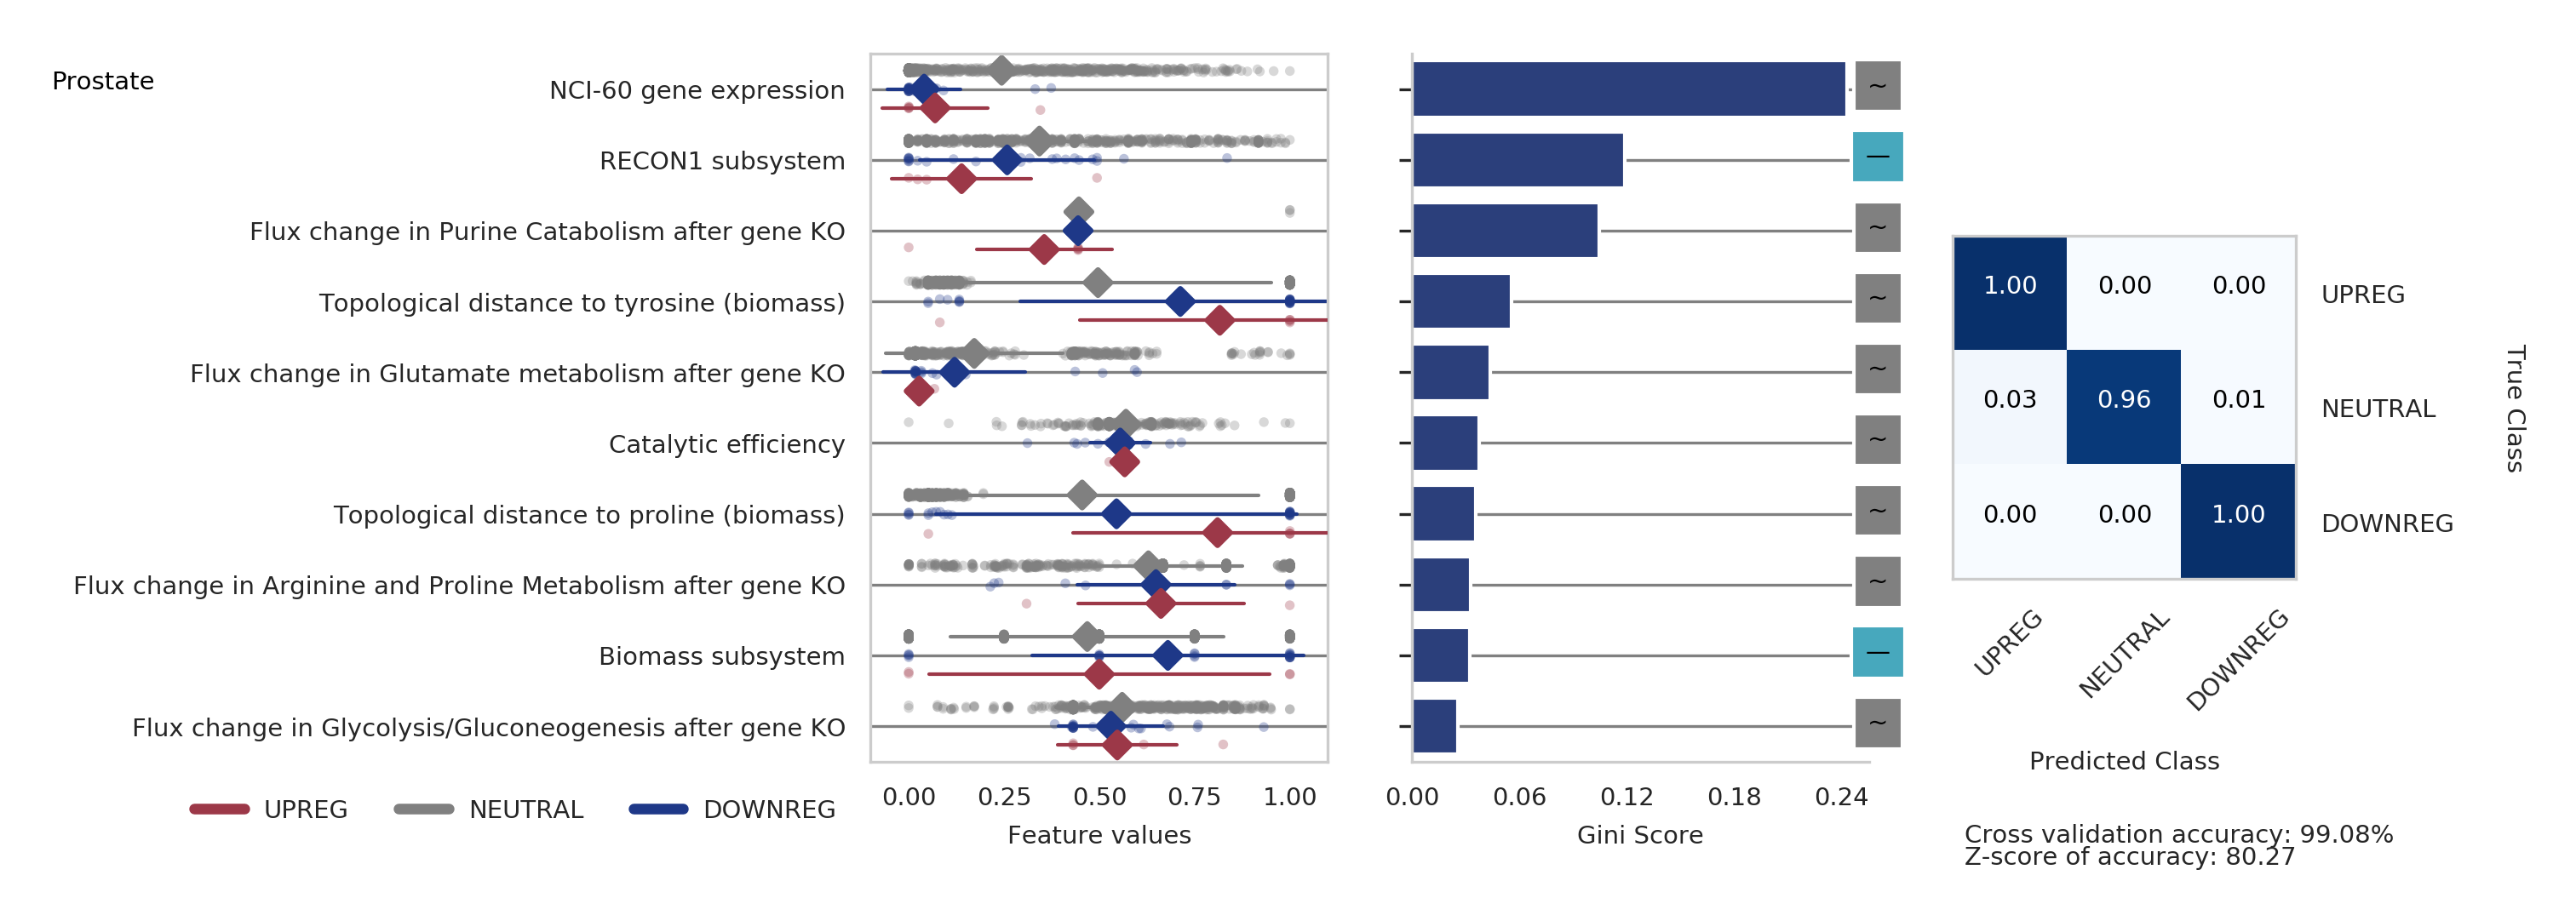 Prostate
NCI-60 gene expression
RECON1 subsystem
Flux change in Purine Catabolism after gene KO
Topological distance to tyrosine (biomass)
Flux change in Glutamate metabolism after gene KO
Catalytic efficiency
Topological distance to proline (biomass)
Flux change in Arginine and Proline Metabolism after gene KO
Biomass subsystem
Flux change in Glycolysis/Gluconeogenesis after gene KO
UPREG NEUTRAL DOWNREG
0.00 0.25 0.50 0.75 1.00
Feature values
~
—
~
~
~
~
~
~
—
~
0.00 0.06 0.12 0.18 0.24
Gini Score
1.00 0.00 0.00 UPREG
0.03 0.96 0.01 NEUTRAL
0.00 0.00 1.00 DOWNREG
True Class
UPREG NEUTRAL DOWNREG
Predicted Class
Cross validation accuracy: 99.08%
Z-score of accuracy: 80.27